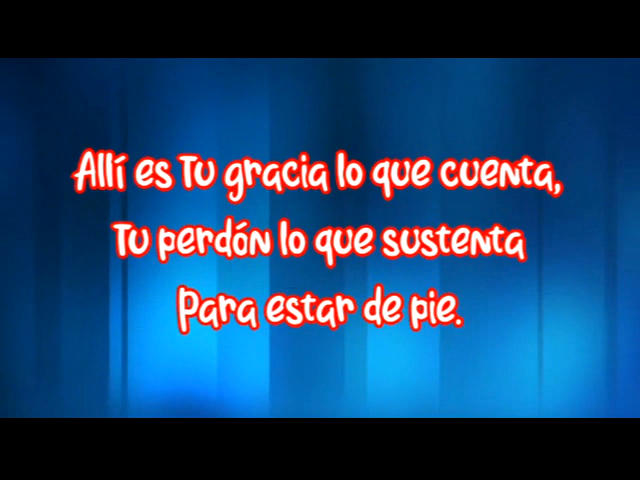 Allí es Tu gracia lo que cuenta,
Tu perdón lo que sustenta
Para estar de pie.